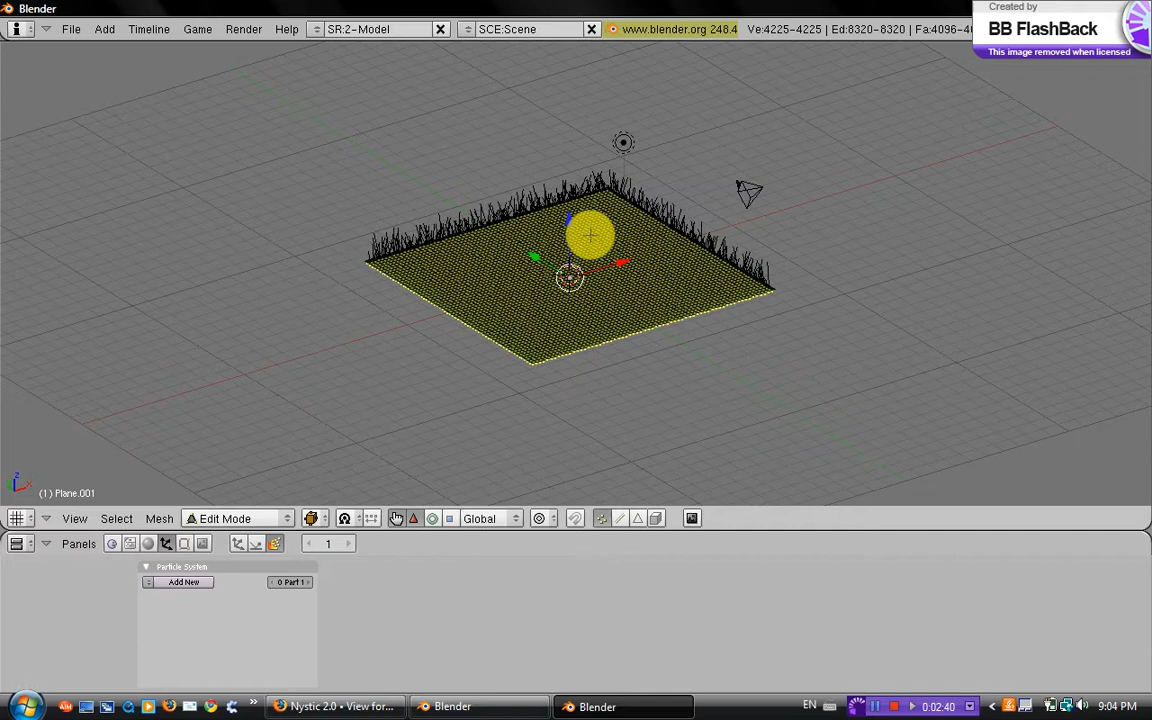 Blender
Created by
BB FlashBack
This image removed when licensed
File Add Timeline Game Render Help SR:2-Model SCE:Scene www.blender.org 248.4 Ve:4225-4225 | Ed:8320-8320 | Fa:4096-40
z
x
(1) Plane.001
View Select Mesh Edit Mode Global
Panels 1
Particle System
Add New 0 Part 1
Nystic 2.0 • View for... Blender Blender EN 0:02:40 9:04 PM